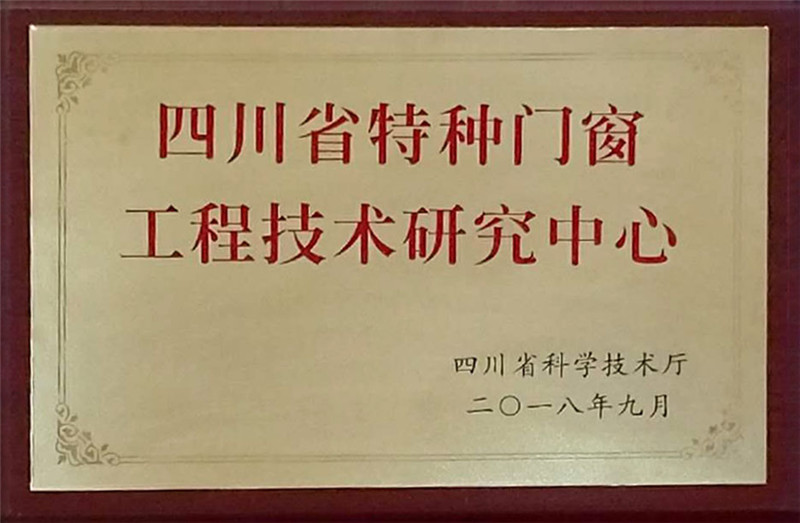 四川省特种门窗
工程技术研究中心
四川省科学技术厅
二〇一八年九月